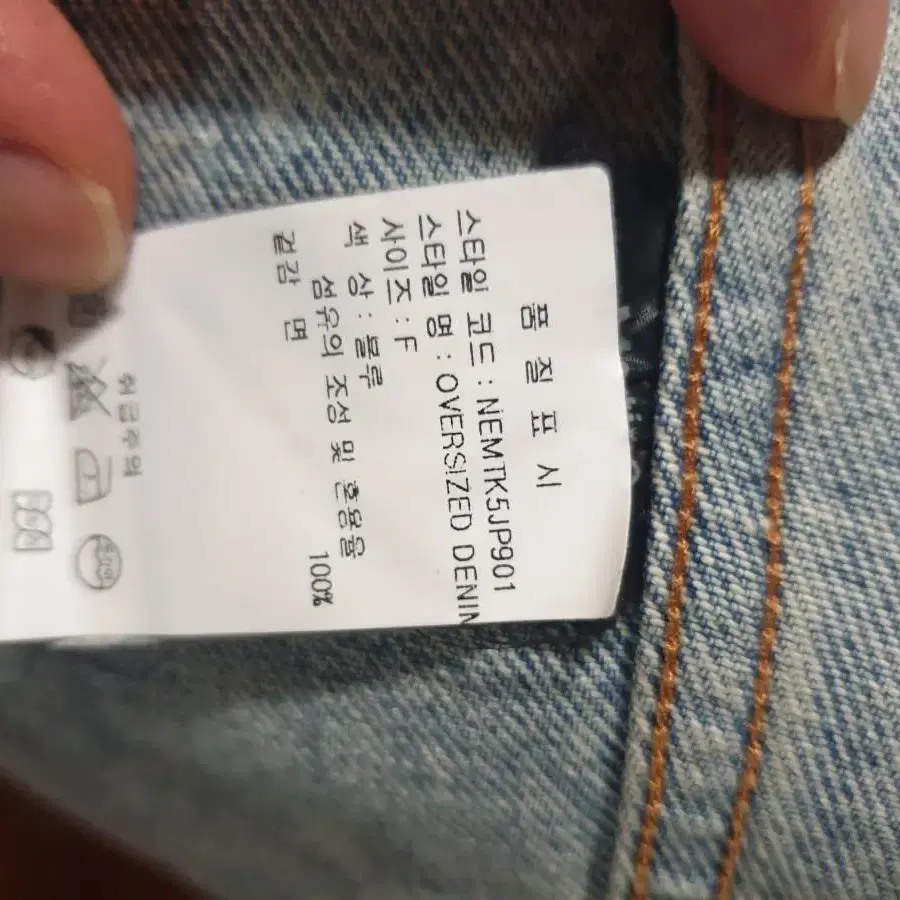 품 질 표 시
스타일 코드 : NEMTK5JP901
스타일 명 : OVERSIZED DENIM
사이즈 : F
색 상 : 블루
섬유의 조성 및 혼용율
겉감 면 100%
취급주의